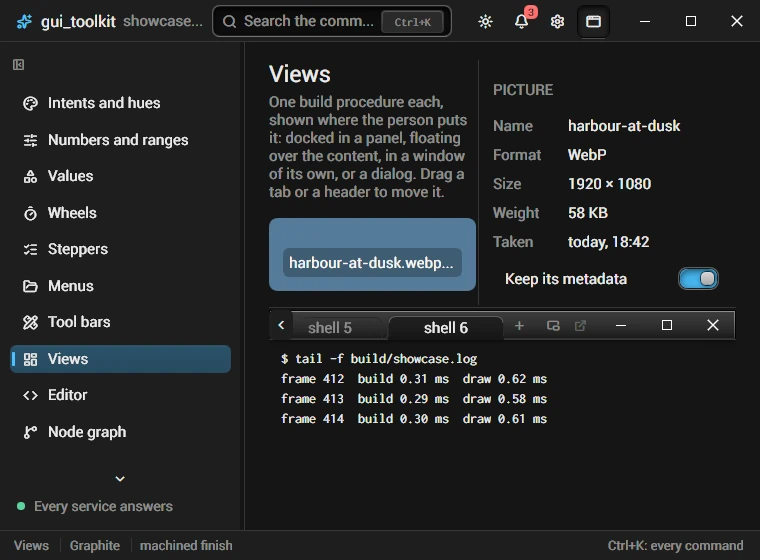 gui_toolkit showcase...
Search the comm... Ctrl+K
3
Intents and hues
Numbers and ranges
Values
Wheels
Steppers
Menus
Tool bars
Views
Editor
Node graph
Every service answers
Views
One build procedure each,
shown where the person puts
it: docked in a panel, floating
over the content, in a window
of its own, or a dialog. Drag a
tab or a header to move it.
harbour-at-dusk.webp...
PICTURE
Name harbour-at-dusk
Format WebP
Size 1920 × 1080
Weight 58 KB
Taken today, 18:42
Keep its metadata
shell 5 shell 6
$ tail -f build/showcase.log
frame 412 build 0.31 ms draw 0.62 ms
frame 413 build 0.29 ms draw 0.58 ms
frame 414 build 0.30 ms draw 0.61 ms
Views Graphite machined finish
Ctrl+K: every command